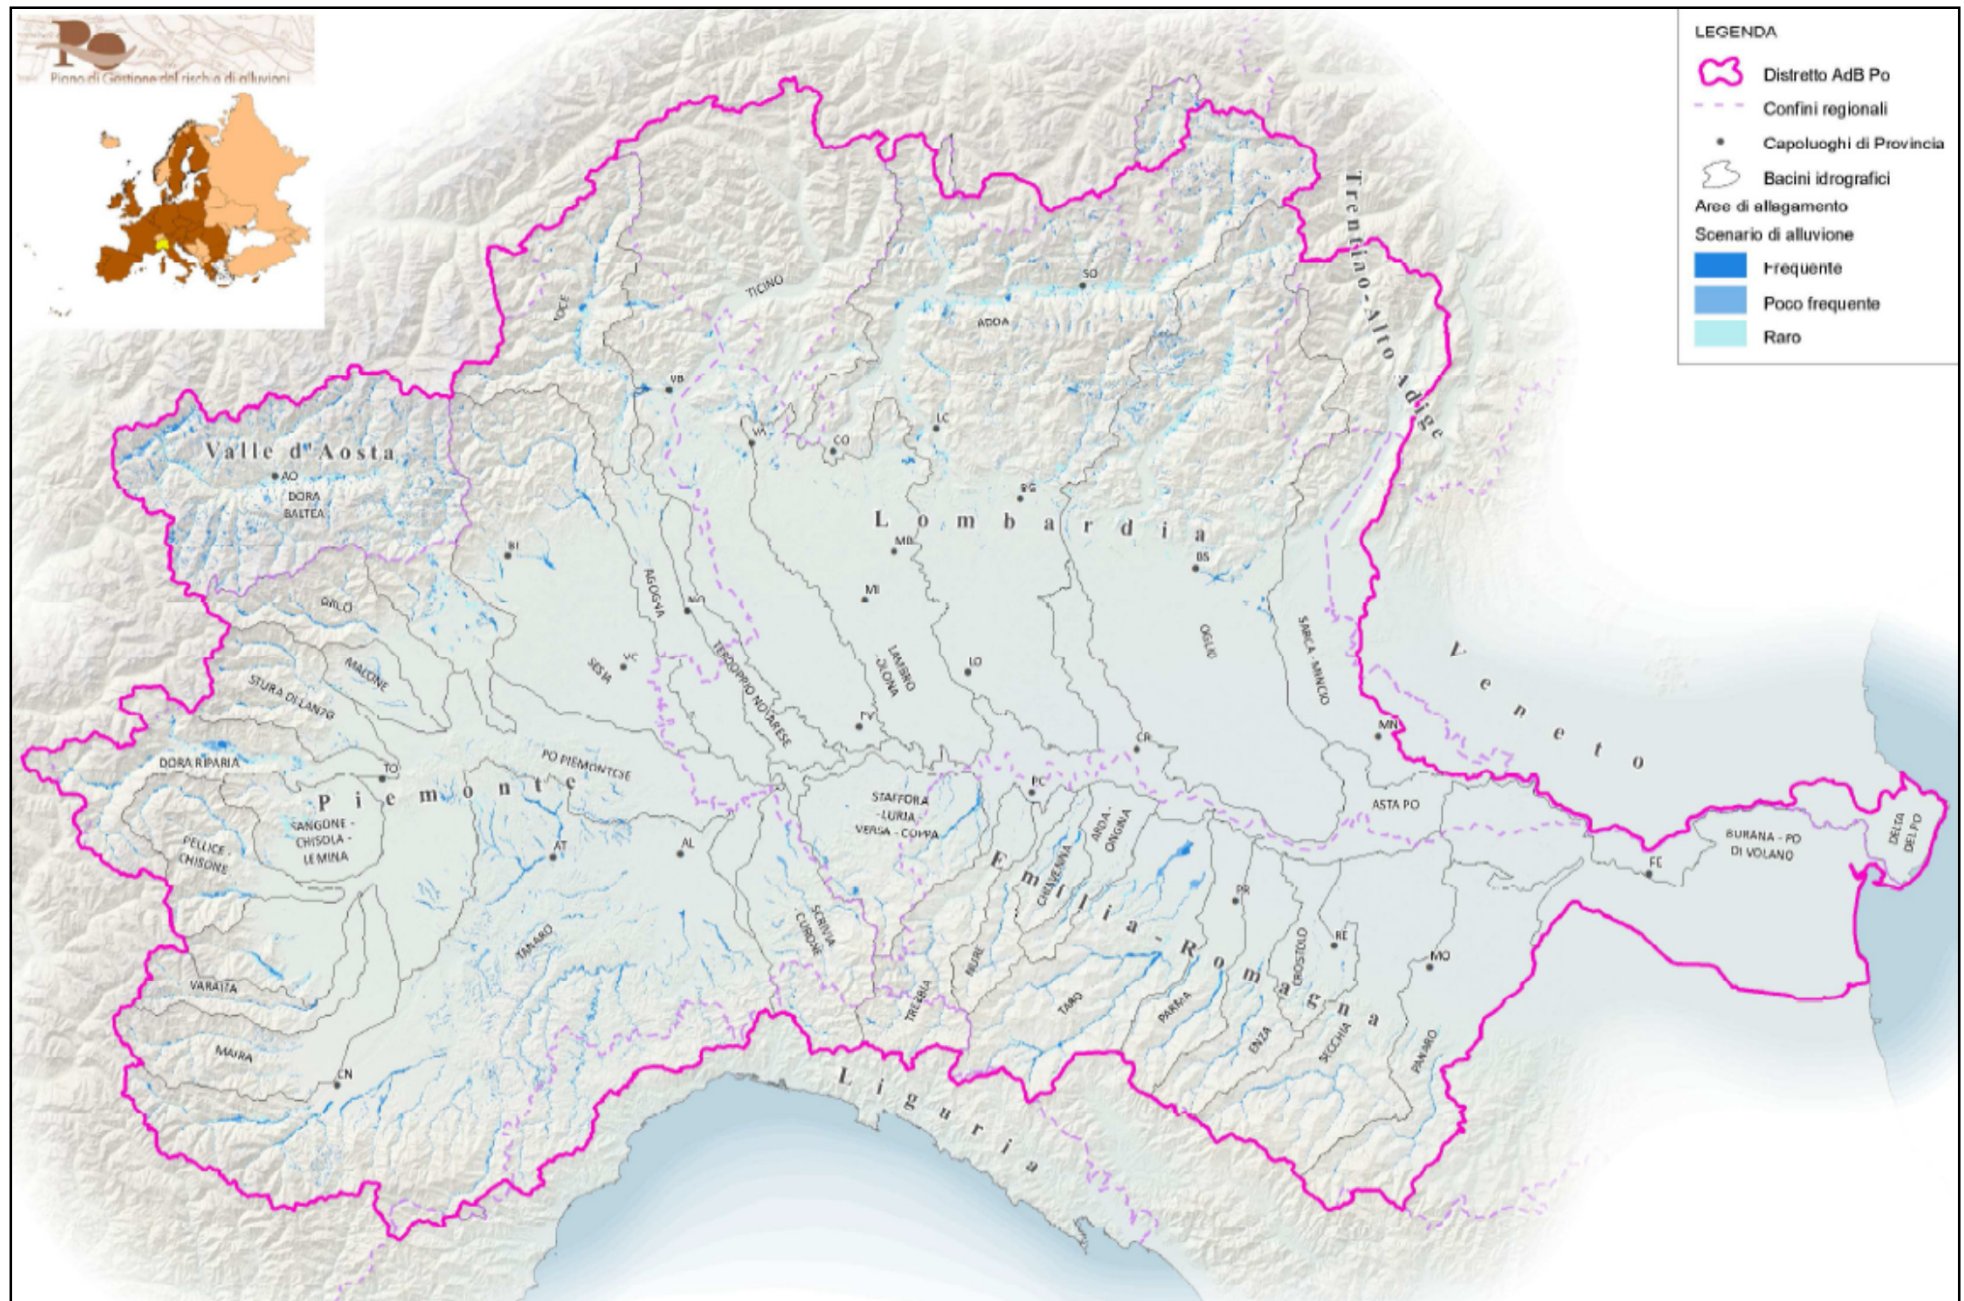 Po
Piano di Gestione del rischio di alluvioni
LEGENDA
Distretto AdB Po
Confini regionali
Capoluoghi di Provincia
Bacini idrografici
Aree di allagamento
Scenario di alluvione
Frequente
Poco frequente
Raro
Trentino-Alto Adige
TICINO
TOCE
SO
ADDA
VB
VA
CO
LC
Valle d'Aosta
AO
DORA
BALTEA
BG
Lombardia
MB
BI
BS
MI
AGOGNA
NO
ORCO
OGLIO
SARCA - MINCIO
VC
SESIA
TERDOPPIO NOVARESE
LAMBRO
-OLONA
LO
MALONE
STURA DI LANZO
Veneto
PV
MN
CR
DORA RIPARIA
TO
PO PIEMONTESE
Piemonte
PC
STAFFORA
-LURIA
VERSA - COPPA
ASTA PO
SANGONE -
CHISOLA -
LEMINA
PELLICE -
CHISONE
AT
AL
ARDA -
ONGINA
CHIAVENNA
Emilia-Romagna
BURANA - PO
DI VOLANO
DELTA
DEL PO
FE
PR
SCRIVIA
-CURONE
TANARO
NURE
CROSTOLO
RE
MO
VARAITA
TREBBIA
TARO
PARMA
ENZA
SECCHIA
PANARO
MAIRA
CN
Liguria